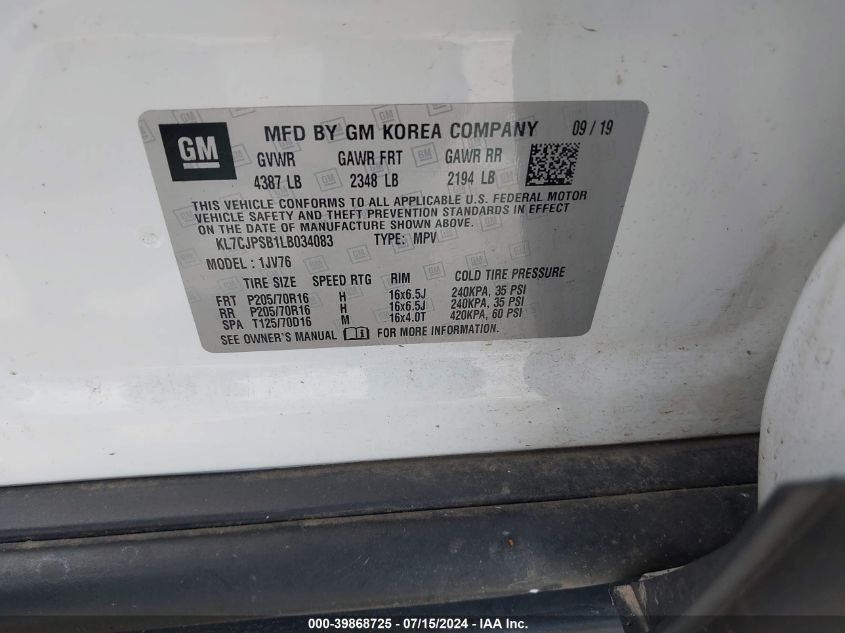 GM MFD BY GM KOREA COMPANY 09 / 19
GVWR GAWR FRT GAWR RR
4387 LB 2348 LB 2194 LB
THIS VEHICLE CONFORMS TO ALL APPLICABLE U.S. FEDERAL MOTOR
VEHICLE SAFETY AND THEFT PREVENTION STANDARDS IN EFFECT
ON THE DATE OF MANUFACTURE SHOWN ABOVE.
KL7CJPSB1LB034083 TYPE: MPV
MODEL : 1JV76
TIRE SIZE SPEED RTG RIM COLD TIRE PRESSURE
FRT P205/70R16 H 16x6.5J 240KPA, 35 PSI
RR P205/70R16 H 16x6.5J 240KPA, 35 PSI
SPA T125/70D16 M 16x4.0T 420KPA, 60 PSI
SEE OWNER'S MANUAL FOR MORE INFORMATION.
000-39868725 - 07/15/2024 - IAA Inc.